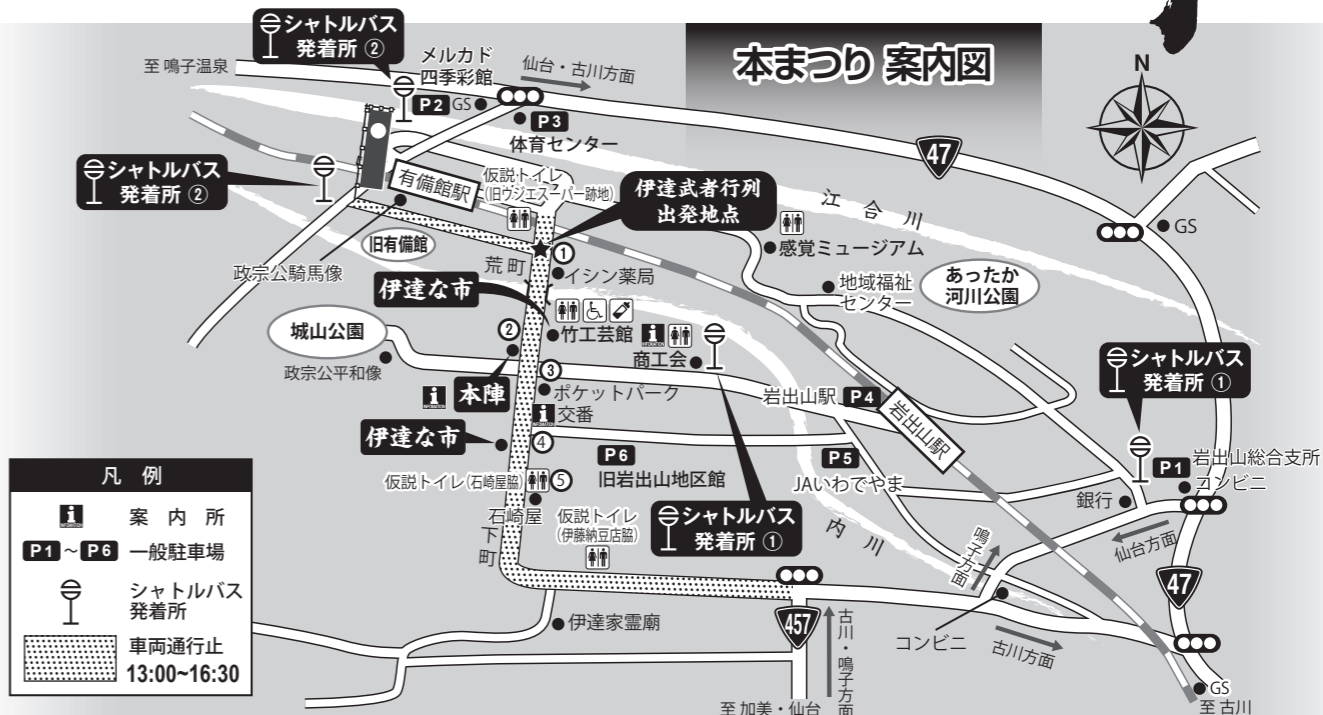 本まつり 案内図
シャトルバス
発着所 ②
至 鳴子温泉
メルカド
四季彩館
仙台・古川方面
P2
GS
P3
体育センター
N
47
シャトルバス
発着所 ②
有備館駅
仮設トイレ
(旧ウジエスーパー跡地)
伊達武者行列
出発地点
江合川
GS
旧有備館
政宗公騎馬像
荒町
①
イシン薬局
感覚ミュージアム
地域福祉
センター
あったか
河川公園
伊達な市
竹工芸館
i
INFORMATION
商工会
城山公園
政宗公平和像
②
③
ポケットパーク
i
INFORMATION
本陣
i
INFORMATION
交番
岩出山駅
P4
岩出山駅
シャトルバス
発着所 ①
伊達な市
④
P6
旧岩出山地区館
P5
JAいわでやま
P1
岩出山総合支所
コンビニ
銀行
仮設トイレ(石崎屋脇)
⑤
石崎屋
下町
仮設トイレ
(伊藤納豆店脇)
シャトルバス
発着所 ①
内川
鳴子方面
仙台方面
47
伊達家霊廟
457
古川・鳴子方面
コンビニ
古川方面
GS
至 古川
至 加美・仙台
凡 例
i
INFORMATION
案 内 所
P1 ~ P6 一般駐車場
シャトルバス
発着所
車両通行止
13:00~16:30